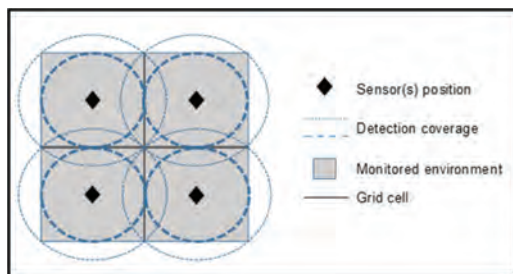 Sensor(s) position
Detection coverage
Monitored environment
Grid cell